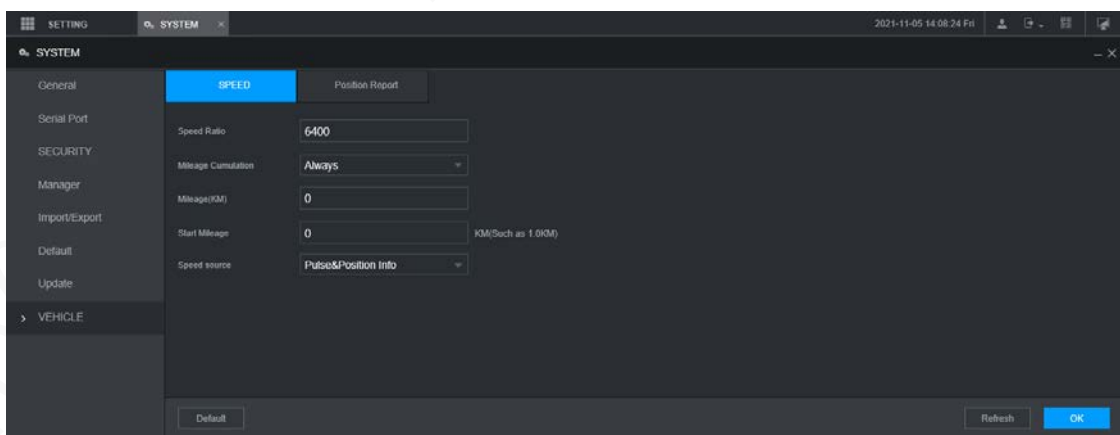 SETTING SYSTEM × 2021-11-05 14:08:24 Fri
SYSTEM
General SPEED Position Report
Serial Port Speed Ratio 6400
SECURITY Mileage Cumulation Always
Manager Mileage(KM) 0
Import/Export Start Mileage 0 KM(Such as 1.0KM)
Default Speed source Pulse&Position Info
Update
VEHICLE
Default Refresh OK